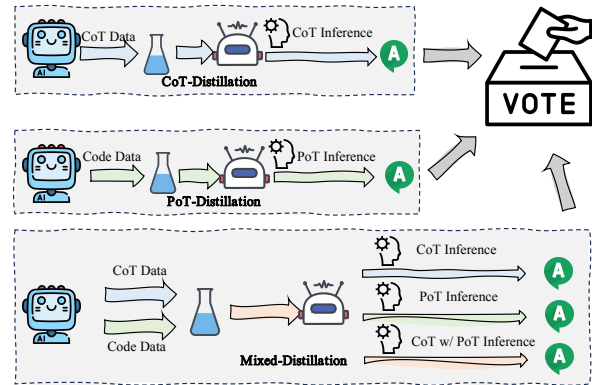 CoT Data
CoT Inference
AI
A
CoT-Distillation
VOTE
Code Data
PoT Inference
AI
A
PoT-Distillation
CoT Data
CoT Inference
A
PoT Inference
A
AI
Code Data
CoT w/ PoT Inference
A
Mixed-Distillation